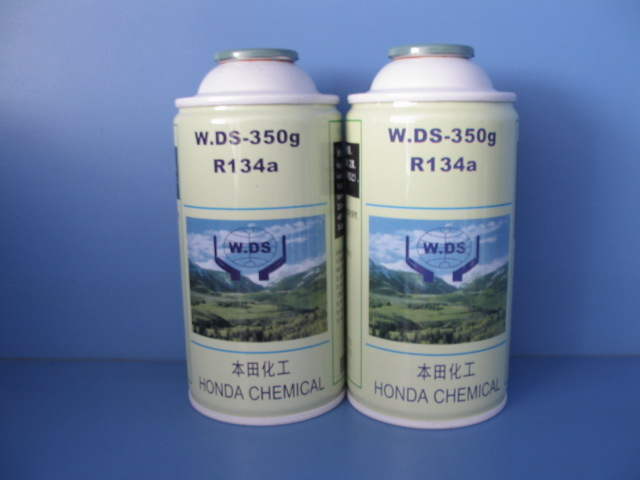 W.DS-350g
R134a
W.DS
本田化工
HONDA CHEMICAL
W.DS-350g
R134a
W.DS
本田化工
HONDA CHEMICAL